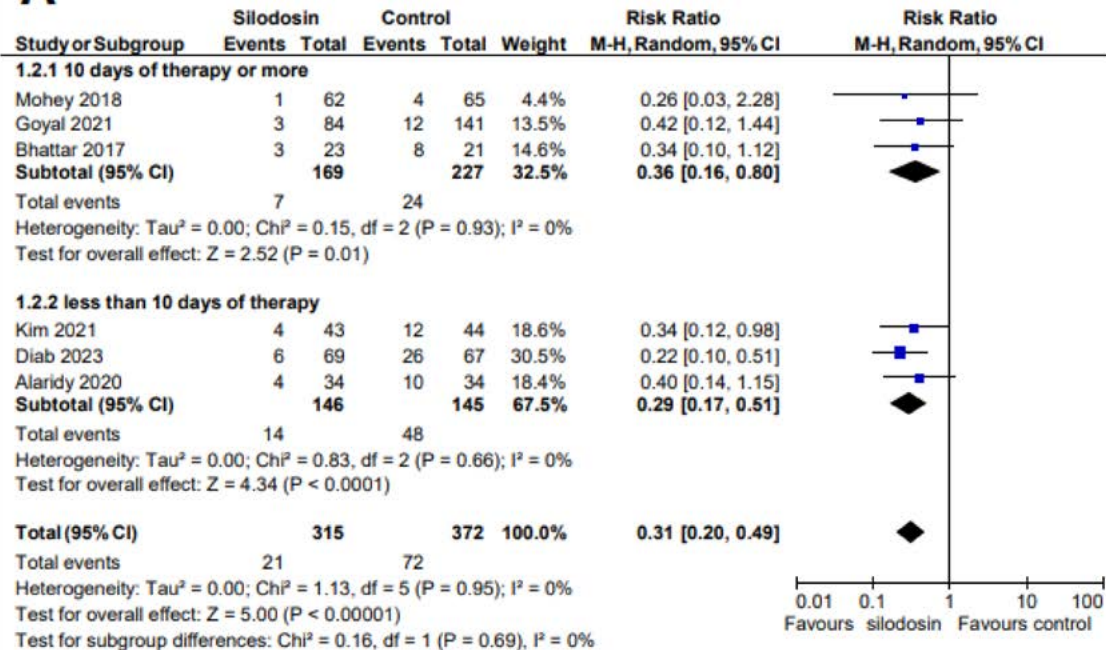 Silodosin Control Risk Ratio Risk Ratio
Study or Subgroup Events Total Events Total Weight M-H, Random, 95% CI M-H, Random, 95% CI
1.2.1 10 days of therapy or more
Mohey 2018 1 62 4 65 4.4% 0.26 [0.03, 2.28]
Goyal 2021 3 84 12 141 13.5% 0.42 [0.12, 1.44]
Bhattar 2017 3 23 8 21 14.6% 0.34 [0.10, 1.12]
Subtotal (95% CI) 169 227 32.5% 0.36 [0.16, 0.80]
Total events 7 24
Heterogeneity: Tau² = 0.00; Chi² = 0.15, df = 2 (P = 0.93); I² = 0%
Test for overall effect: Z = 2.52 (P = 0.01)
1.2.2 less than 10 days of therapy
Kim 2021 4 43 12 44 18.6% 0.34 [0.12, 0.98]
Diab 2023 6 69 26 67 30.5% 0.22 [0.10, 0.51]
Alaridy 2020 4 34 10 34 18.4% 0.40 [0.14, 1.15]
Subtotal (95% CI) 146 145 67.5% 0.29 [0.17, 0.51]
Total events 14 48
Heterogeneity: Tau² = 0.00; Chi² = 0.83, df = 2 (P = 0.66); I² = 0%
Test for overall effect: Z = 4.34 (P < 0.0001)
Total (95% CI) 315 372 100.0% 0.31 [0.20, 0.49]
Total events 21 72
Heterogeneity: Tau² = 0.00; Chi² = 1.13, df = 5 (P = 0.95); I² = 0%
Test for overall effect: Z = 5.00 (P < 0.00001)
Test for subgroup differences: Chi² = 0.16, df = 1 (P = 0.69), I² = 0%
0.01 0.1 1 10 100
Favours silodosin Favours control